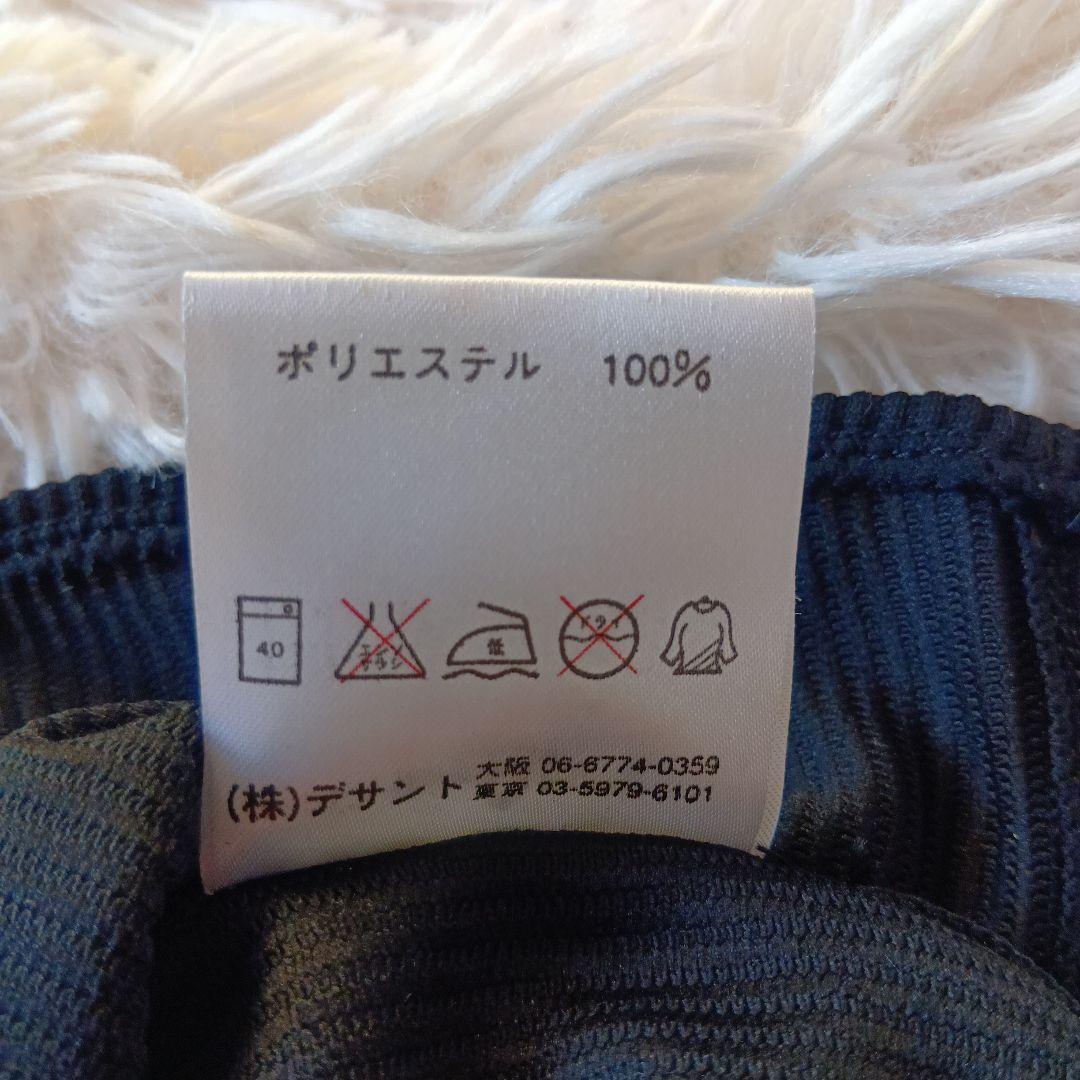 ポリエステル 100%
40
エンソ
サラシ
低
ドライ
(株)デサント 大阪 06-6774-0359
東京 03-5979-6101